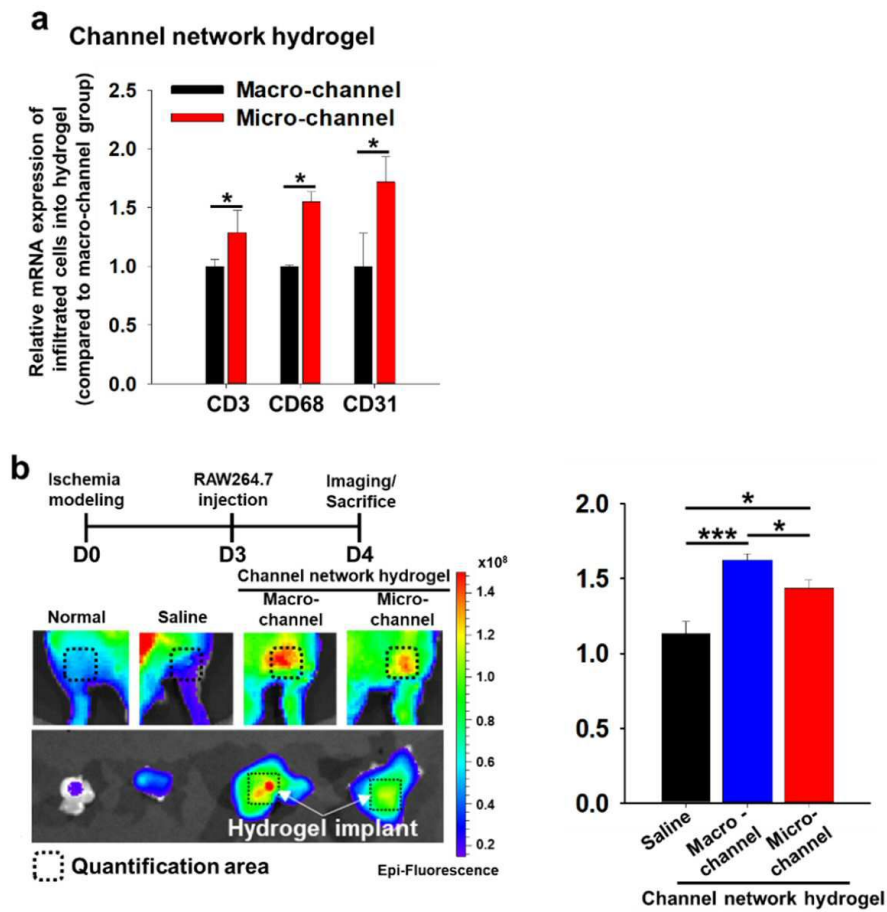 a
Channel network hydrogel
Relative mRNA expression of
infiltrated cells into hydrogel
(compared to macro-channel group)
2.5
2.0
1.5
1.0
0.5
0.0
Macro-channel
Micro-channel
*
*
*
CD3 CD68 CD31
b
Ischemia
modeling
RAW264.7
injection
Imaging/
Sacrifice
D0 D3 D4
Channel network hydrogel
Normal
Saline
Macro-
channel
Micro-
channel
x10⁸
1.4
1.2
1.0
0.8
0.6
0.4
0.2
Hydrogel implant
Quantification area
Epi-Fluorescence
2.0
1.5
1.0
0.5
0.0
*
***
*
Saline
Macro -
channel
Micro-
channel
Channel network hydrogel